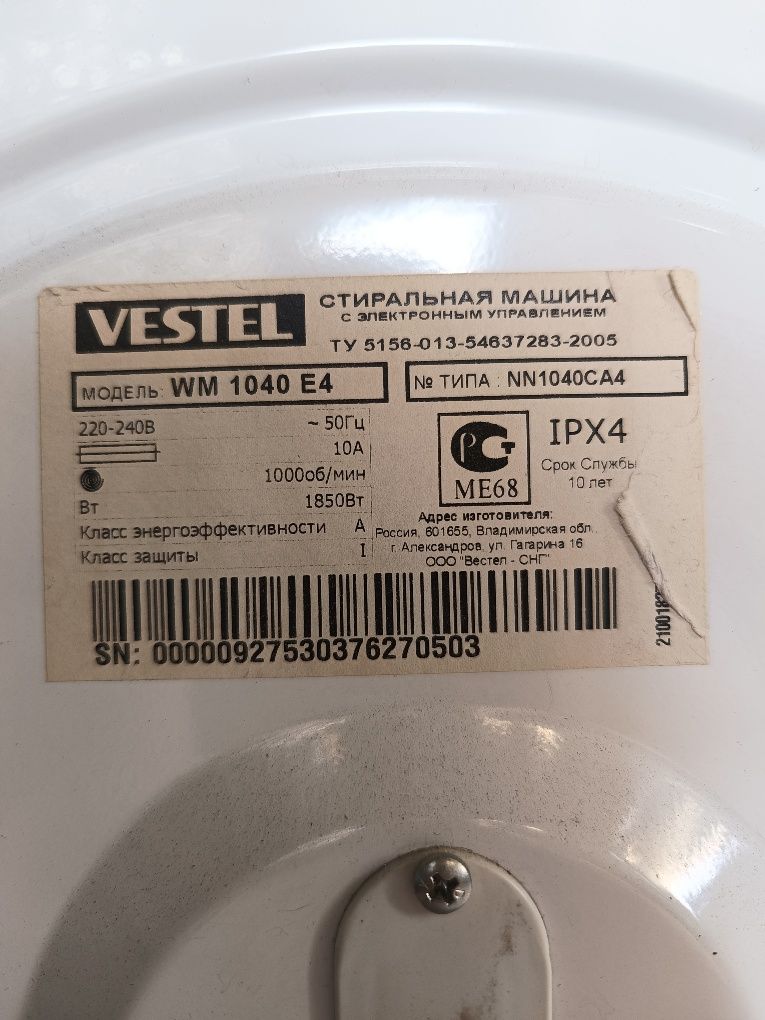 VESTEL
СТИРАЛЬНАЯ МАШИНА
С ЭЛЕКТРОННЫМ УПРАВЛЕНИЕМ
ТУ 5156-013-54637283-2005
МОДЕЛЬ: WM 1040 E4
№ ТИПА : NN1040CA4
220-240В ~ 50Гц
10А
1000об/мин
Вт 1850Вт
Класс энергоэффективности А
Класс защиты I
РСТ
МЕ68
IPX4
Срок Службы
10 лет
Адрес изготовителя:
Россия, 601655, Владимирская обл.,
г. Александров, ул. Гагарина 16
ООО "Вестел - СНГ"
SN: 00000927530376270503